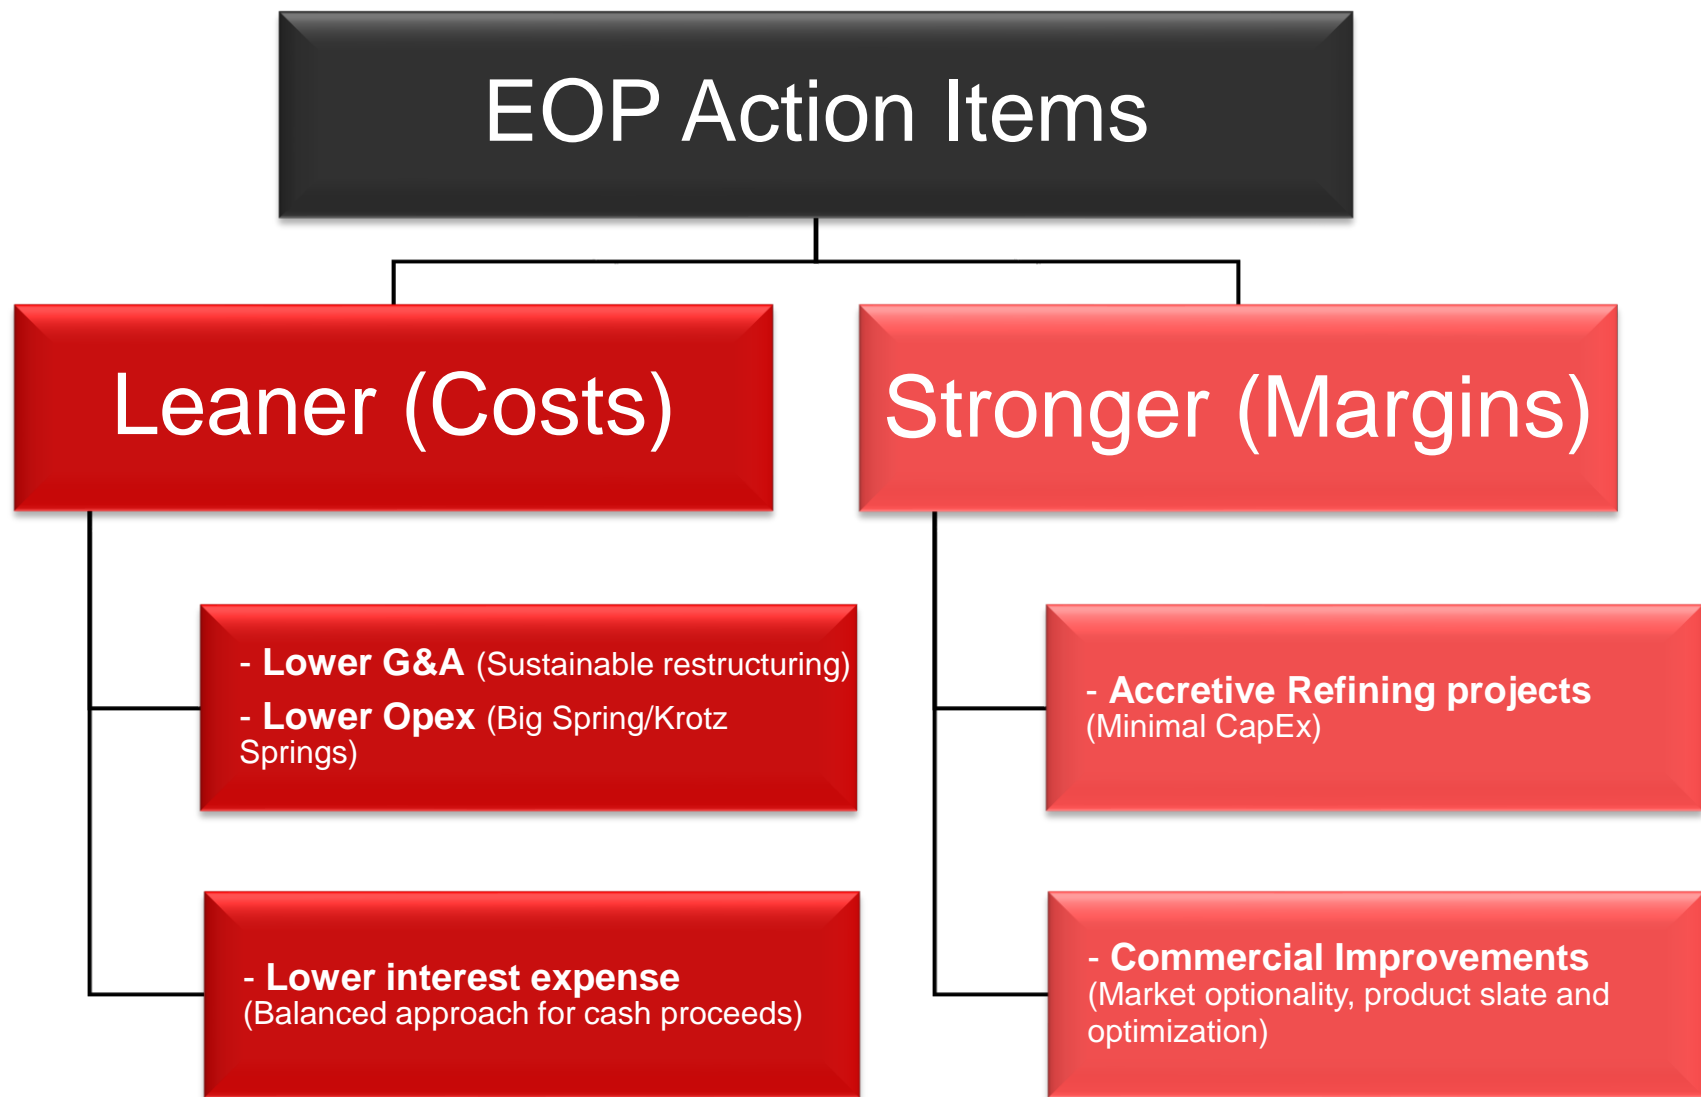 EOP Action Items
Leaner (Costs)
Stronger (Margins)
- Lower G&A (Sustainable restructuring)
- Lower Opex (Big Spring/Krotz
Springs)
- Accretive Refining projects
(Minimal CapEx)
- Lower interest expense
(Balanced approach for cash proceeds)
- Commercial Improvements
(Market optionality, product slate and
optimization)